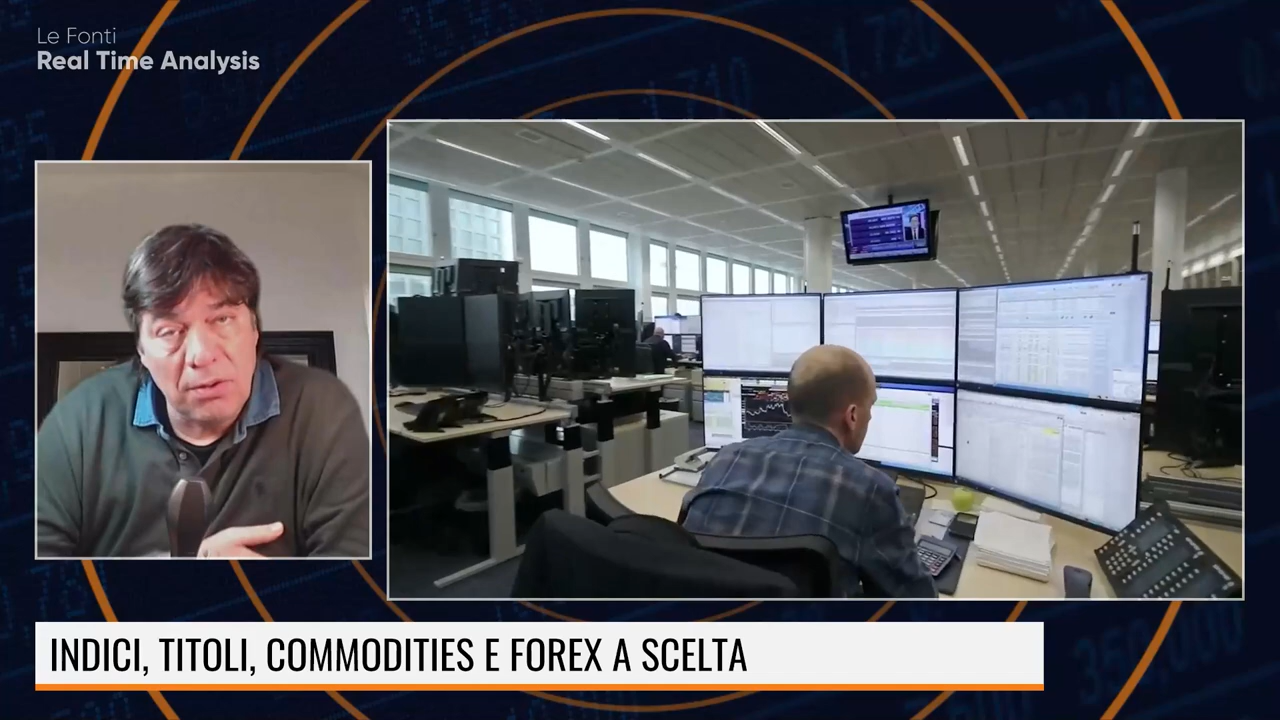 Le Fonti
Real Time Analysis
INDICI, TITOLI, COMMODITIES E FOREX A SCELTA